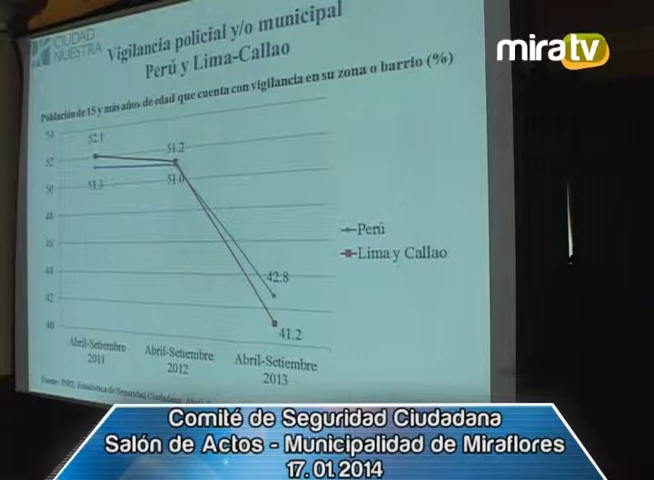 CIUDAD
NUESTRA
miratv
Vigilancia policial y/o municipal
Perú y Lima-Callao
Población de 15 y más años de edad que cuenta con vigilancia en su zona o barrio (%)
54
52
50
48
46
44
42
40
52.1
51.3
51.2
51.0
42.8
41.2
Perú
Lima y Callao
Abril-Setiembre
2011
Abril-Setiembre
2012
Abril-Setiembre
2013
Fuente: INEI, Estadística de Seguridad Ciudadana,
Comité de Seguridad Ciudadana
Salón de Actos - Municipalidad de Miraflores
17.01.2014